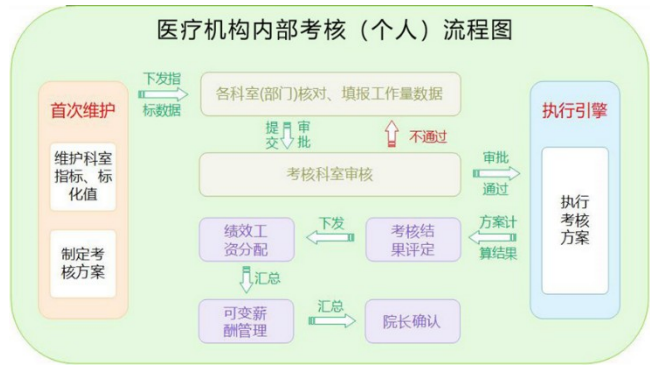 医疗机构内部考核（个人）流程图
首次维护
维护科室
指标、标
化值
制定考
核方案
下发指
标数据
各科室(部门)核对、填报工作量数据
提 审
交 批
不通过
考核科室审核
审批
通过
执行引擎
执行
考核
方案
方案计
算结果
考核结
果评定
下发
绩效工
资分配
汇总
可变薪
酬管理
汇总
院长确认